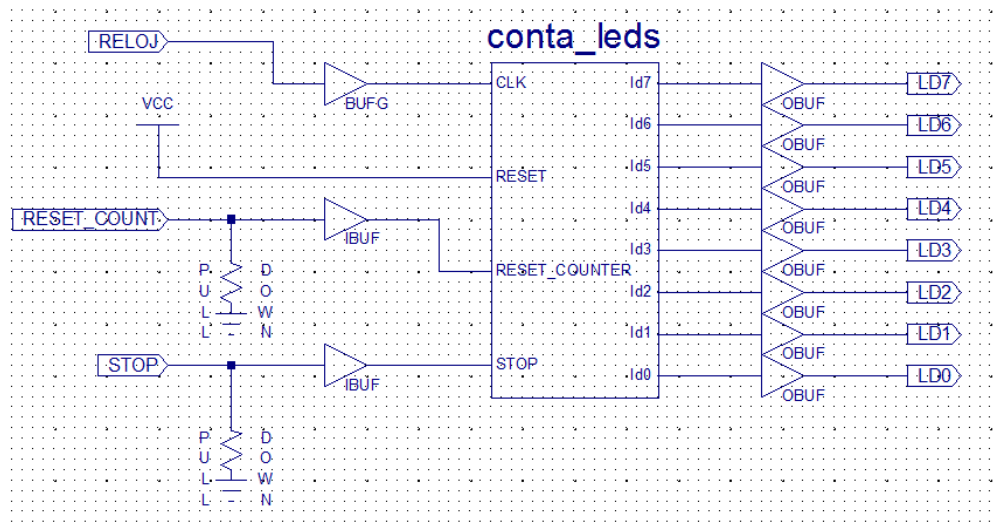 conta_leds
RELOJ
BUFG
CLK
ld7
OBUF
LD7
VCC
ld6
OBUF
LD6
RESET
ld5
OBUF
LD5
RESET_COUNT
IBUF
ld4
OBUF
LD4
ld3
OBUF
LD3
PULL DOWN
RESET_COUNTER
ld2
OBUF
LD2
ld1
OBUF
LD1
STOP
IBUF
STOP
ld0
OBUF
LD0
PULL DOWN